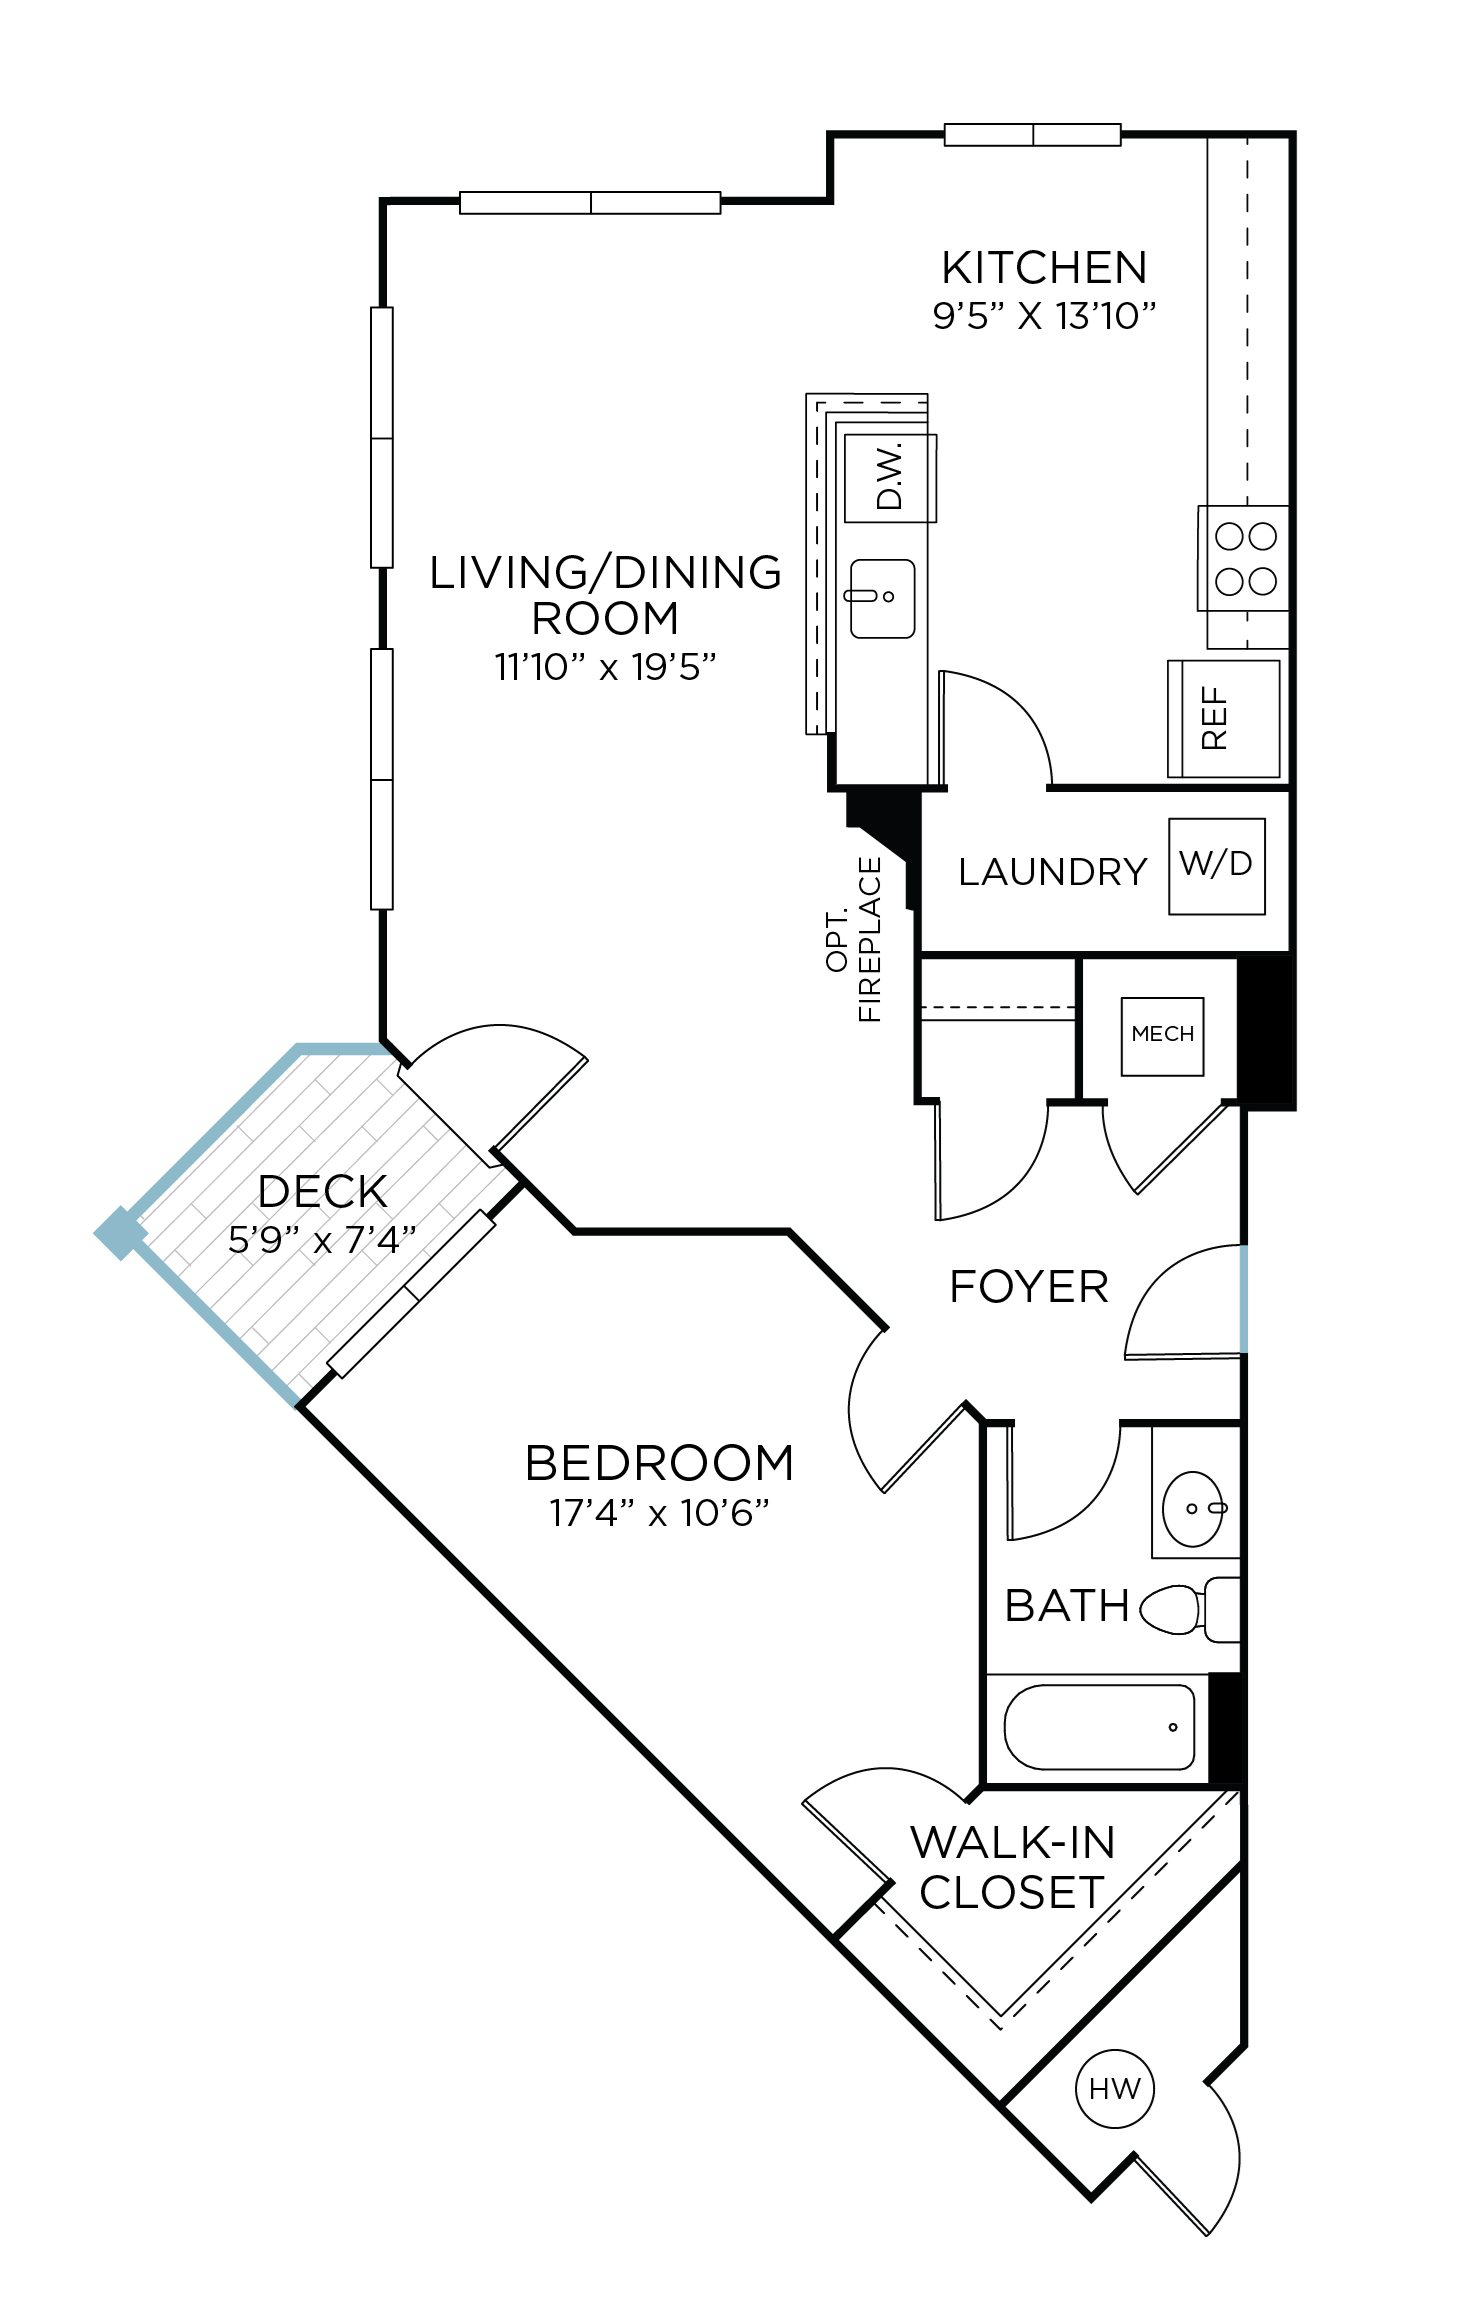 KITCHEN
9’5” X 13’10”
D.W.
LIVING/DINING
ROOM
11’10” x 19’5”
REF
LAUNDRY
W/D
OPT.
FIREPLACE
MECH
DECK
5’9” x 7’4”
FOYER
BEDROOM
17’4” x 10’6”
BATH
WALK-IN
CLOSET
HW